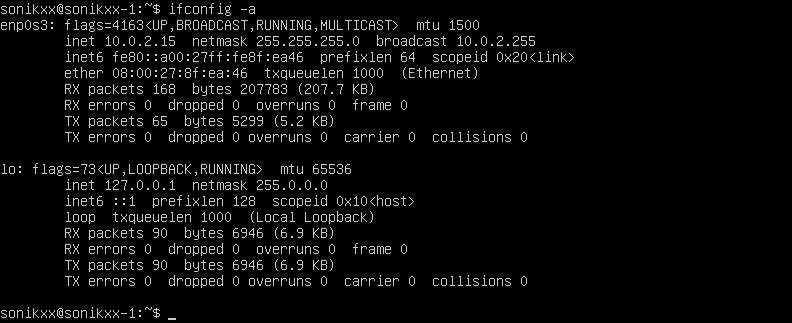 sonikxx@sonikxx-1:~$ ifconfig -a
enp0s3: flags=4163<UP,BROADCAST,RUNNING,MULTICAST>  mtu 1500
        inet 10.0.2.15  netmask 255.255.255.0  broadcast 10.0.2.255
        inet6 fe80::a00:27ff:fe8f:ea46  prefixlen 64  scopeid 0x20<link>
        ether 08:00:27:8f:ea:46  txqueuelen 1000  (Ethernet)
        RX packets 168  bytes 207783 (207.7 KB)
        RX errors 0  dropped 0  overruns 0  frame 0
        TX packets 65  bytes 5299 (5.2 KB)
        TX errors 0  dropped 0 overruns 0  carrier 0  collisions 0

lo: flags=73<UP,LOOPBACK,RUNNING>  mtu 65536
        inet 127.0.0.1  netmask 255.0.0.0
        inet6 ::1  prefixlen 128  scopeid 0x10<host>
        loop  txqueuelen 1000  (Local Loopback)
        RX packets 90  bytes 6946 (6.9 KB)
        RX errors 0  dropped 0  overruns 0  frame 0
        TX packets 90  bytes 6946 (6.9 KB)
        TX errors 0  dropped 0 overruns 0  carrier 0  collisions 0

sonikxx@sonikxx-1:~$ _